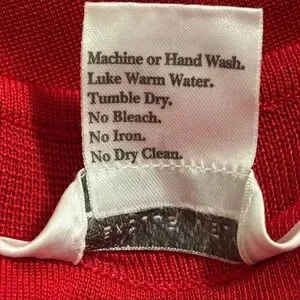 Machine or Hand Wash.
Luke Warm Water.
Tumble Dry.
No Bleach.
No Iron.
No Dry Clean.